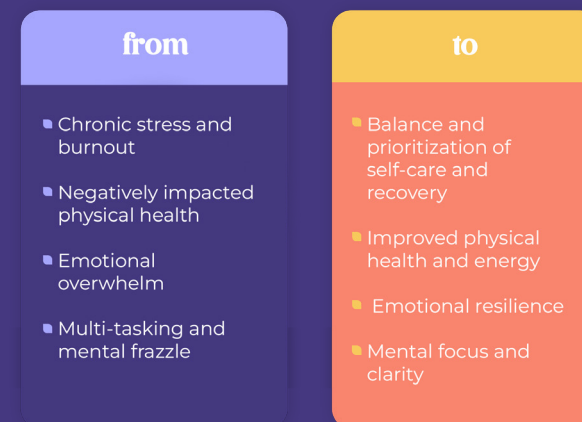 from
Chronic stress and
burnout
Negatively impacted
physical health
Emotional
overwhelm
Multi-tasking and
mental frazzle
to
Balance and
prioritization of
self-care and
recovery
Improved physical
health and energy
Emotional resilience
Mental focus and
clarity